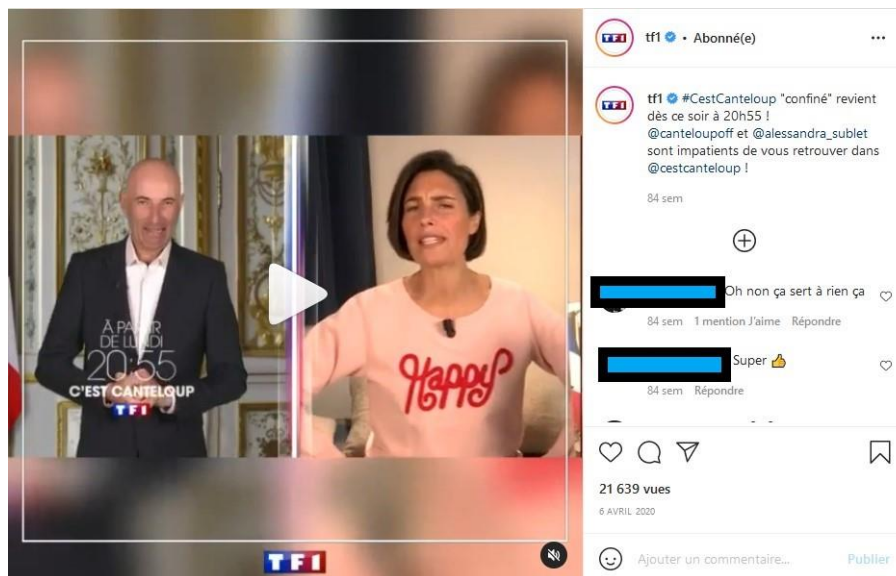 À PARTIR
DE LUNDI
20:55
C'EST CANTELOUP
TF1
Happy
TF1
TF1
tf1 • Abonné(e)
TF1
tf1 #CestCanteloup "confiné" revient
dès ce soir à 20h55 !
@canteloupoff et @alessandra_sublet
sont impatients de vous retrouver dans
@cestcanteloup !
84 sem
Oh non ça sert à rien ça
84 sem 1 mention J'aime Répondre
Super 👍
84 sem Répondre
21 639 vues
6 AVRIL 2020
Ajouter un commentaire... Publier